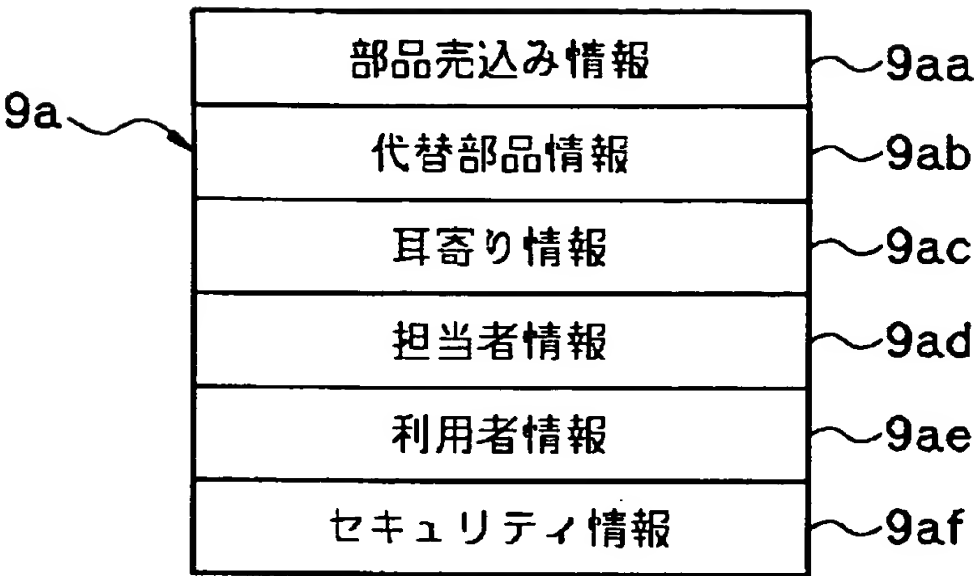 部品売込み情報 9aa
9a
代替部品情報 9ab
耳寄り情報 9ac
担当者情報 9ad
利用者情報 9ae
セキュリティ情報 9af